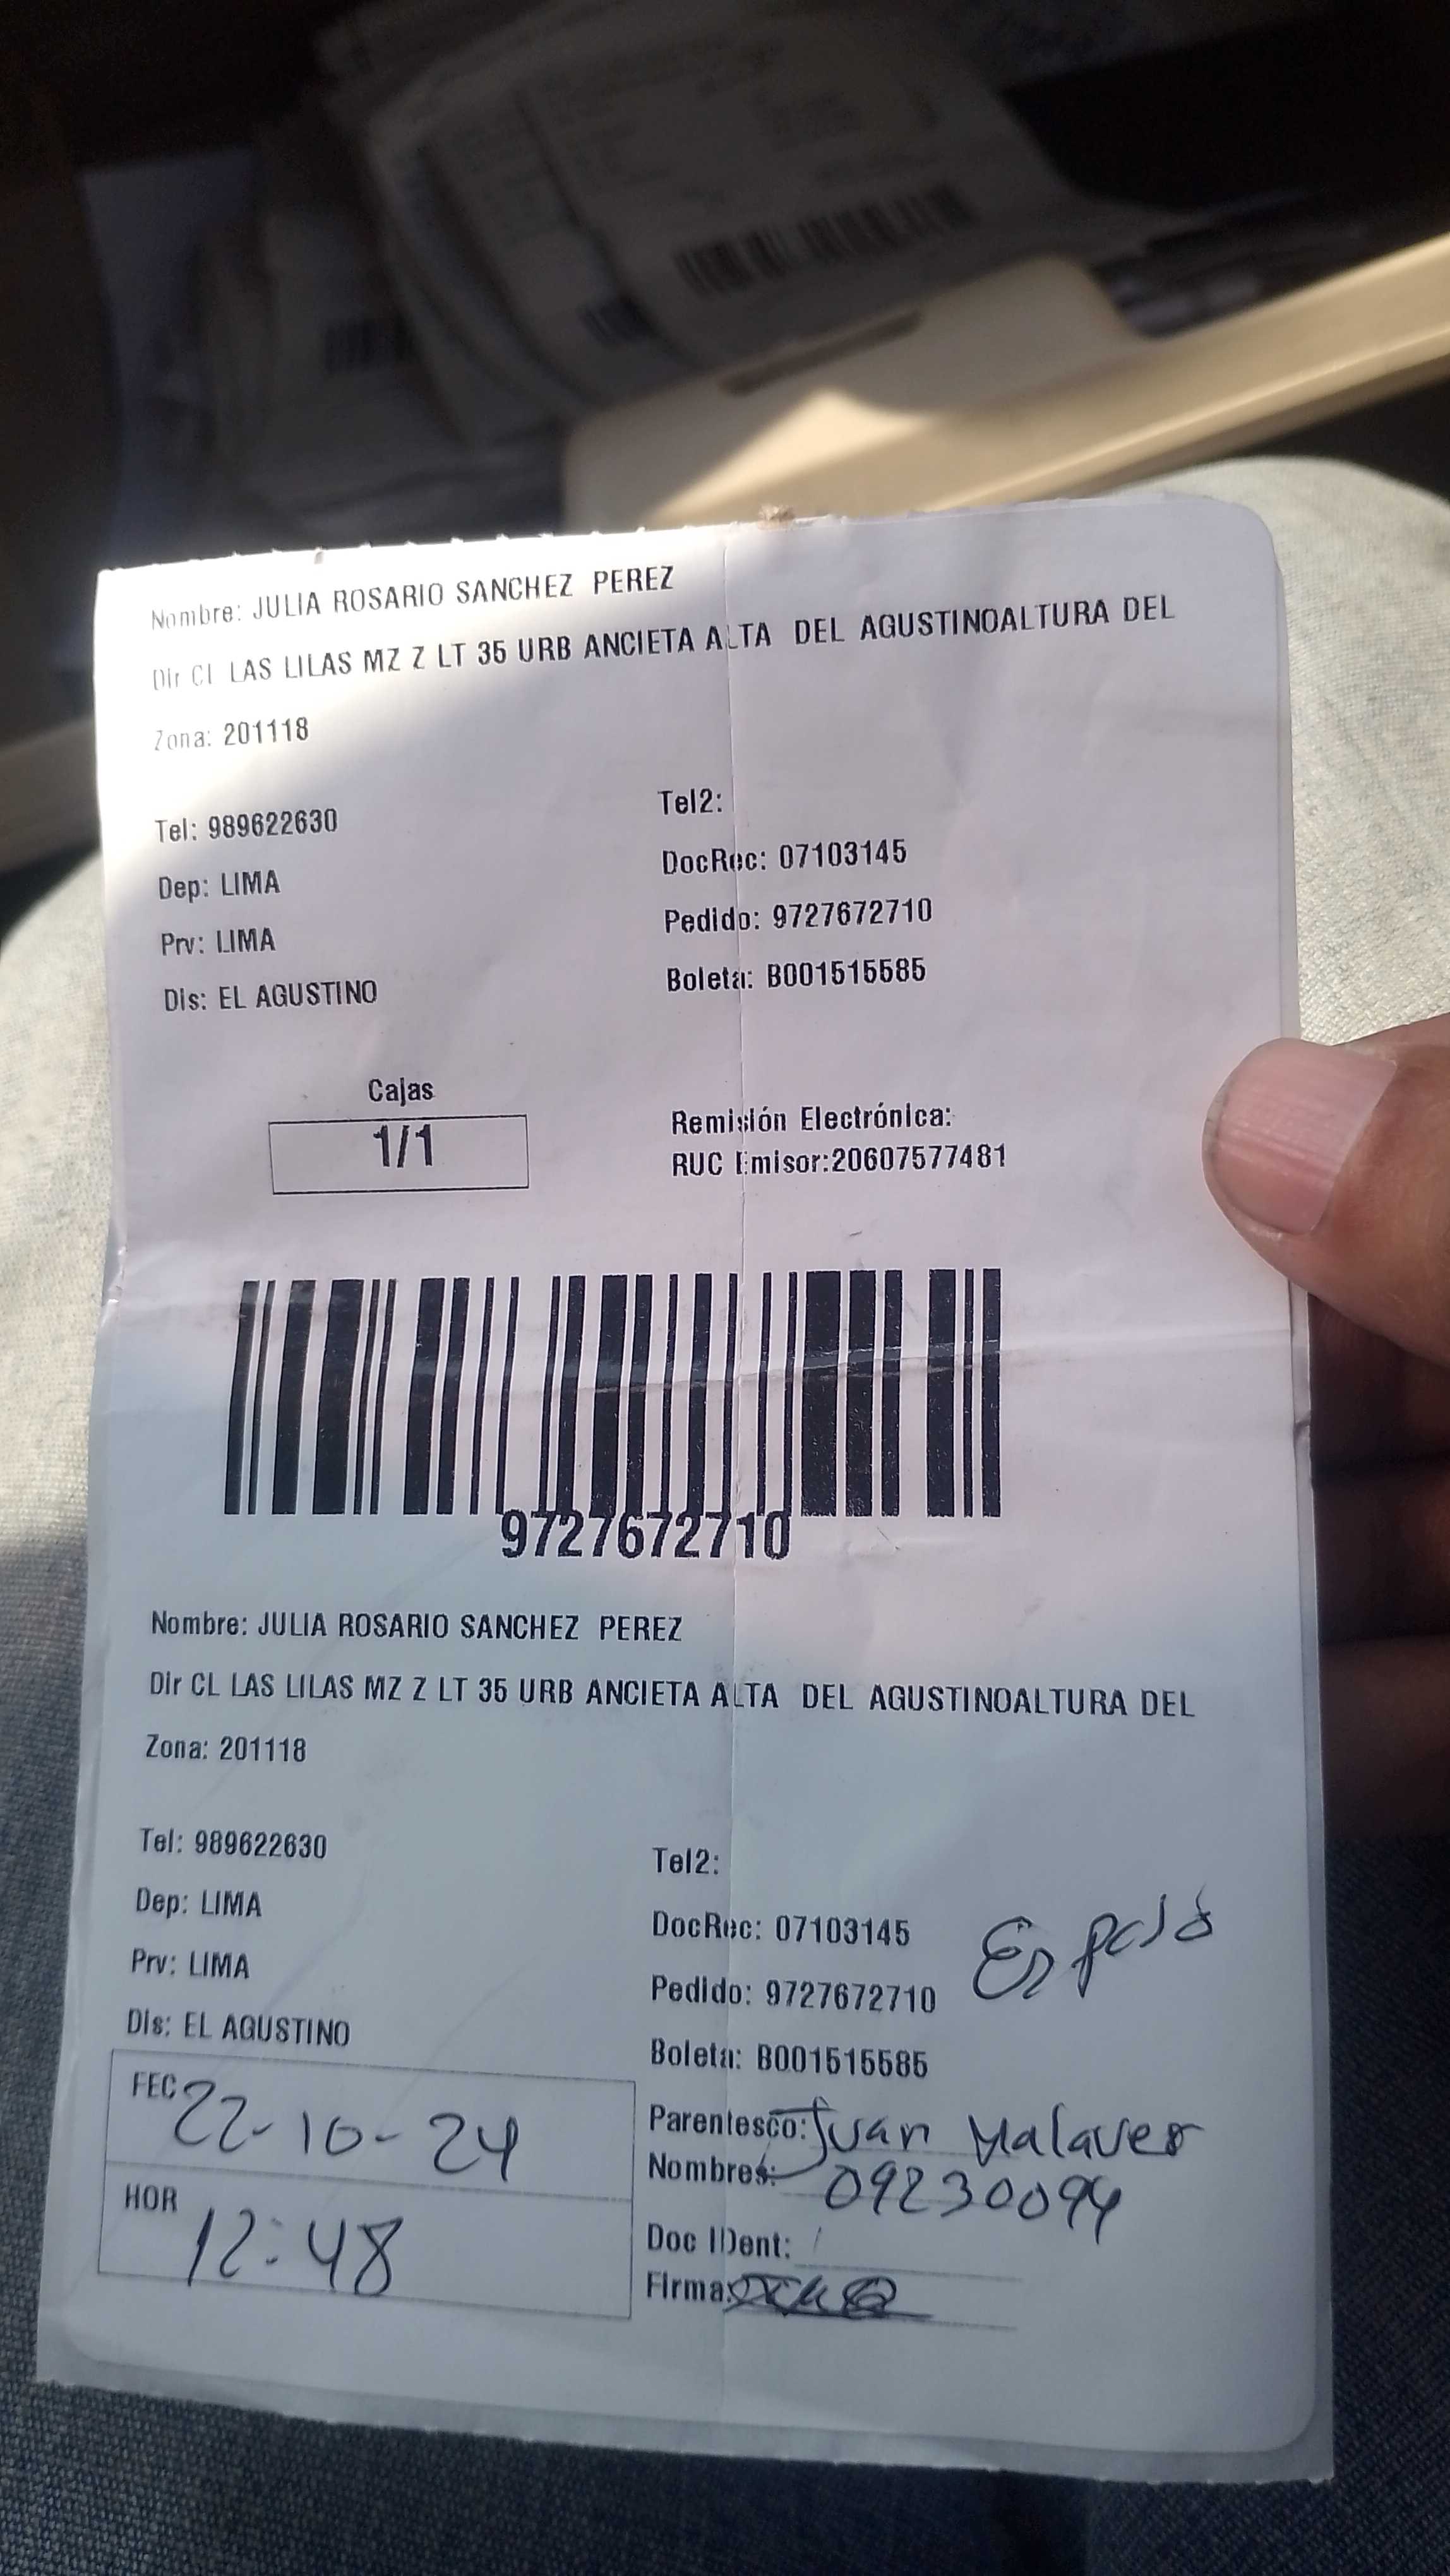 Nombre: JULIA ROSARIO SANCHEZ PEREZ
Dir CL LAS LILAS MZ Z LT 35 URB ANCIETA ALTA DEL AGUSTINOALTURA DEL
Zona: 201118
Tel: 989622630
Tel2:
Dep: LIMA
DocRec: 07103145
Prv: LIMA
Pedido: 9727672710
Dis: EL AGUSTINO
Boleta: B001515585
Cajas
1/1
Remisión Electrónica:
RUC Emisor:20607577481
9727672710
Nombre: JULIA ROSARIO SANCHEZ PEREZ
Dir CL LAS LILAS MZ Z LT 35 URB ANCIETA ALTA DEL AGUSTINOALTURA DEL
Zona: 201118
Tel: 989622630
Tel2:
Dep: LIMA
DocRec: 07103145
Prv: LIMA
Pedido: 9727672710
Dis: EL AGUSTINO
Boleta: B001515585
FEC 22-10-24
Parentesco: Juan Malaver
Nombres: 09230094
HOR 12:48
Doc IDent:
Firma: